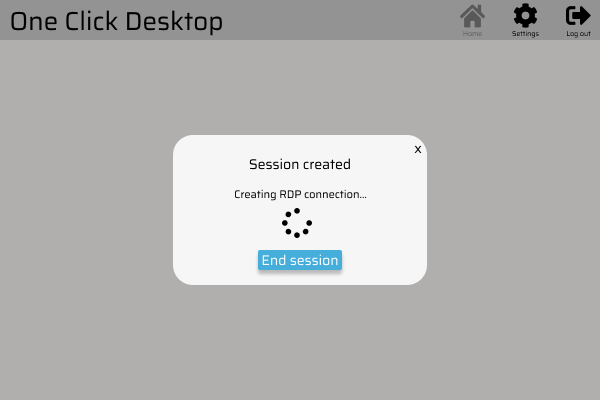 One Click Desktop
Home
Settings
Log out
x
Session created
Creating RDP connection...
End session